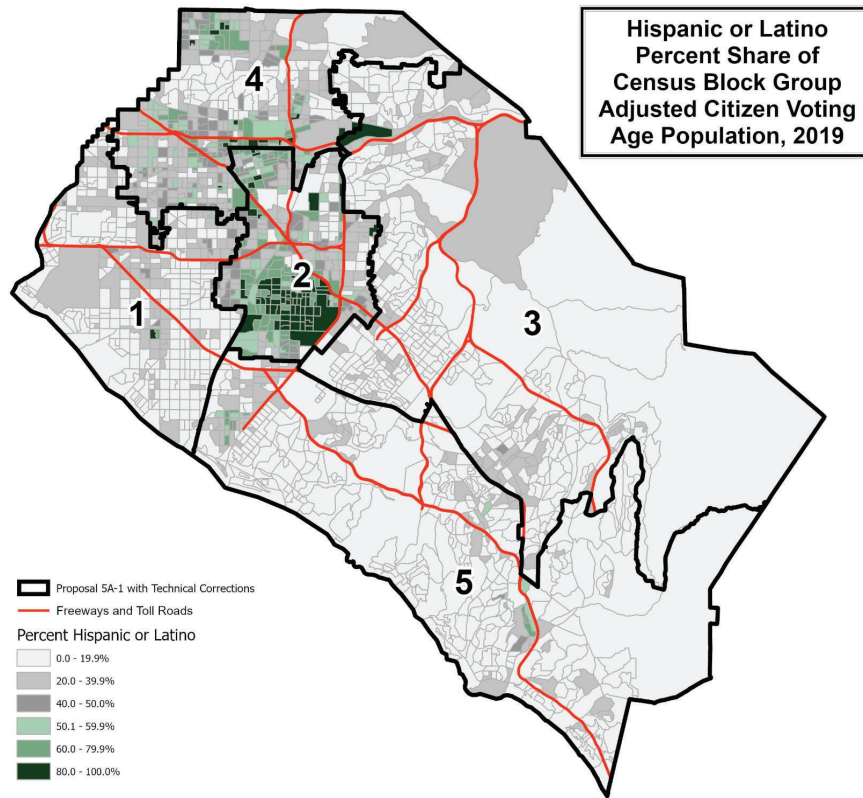 Hispanic or Latino
Percent Share of
Census Block Group
Adjusted Citizen Voting
Age Population, 2019
4
2
1
3
5
Proposal 5A-1 with Technical Corrections
Freeways and Toll Roads
Percent Hispanic or Latino
0.0 - 19.9%
20.0 - 39.9%
40.0 - 50.0%
50.1 - 59.9%
60.0 - 79.9%
80.0 - 100.0%